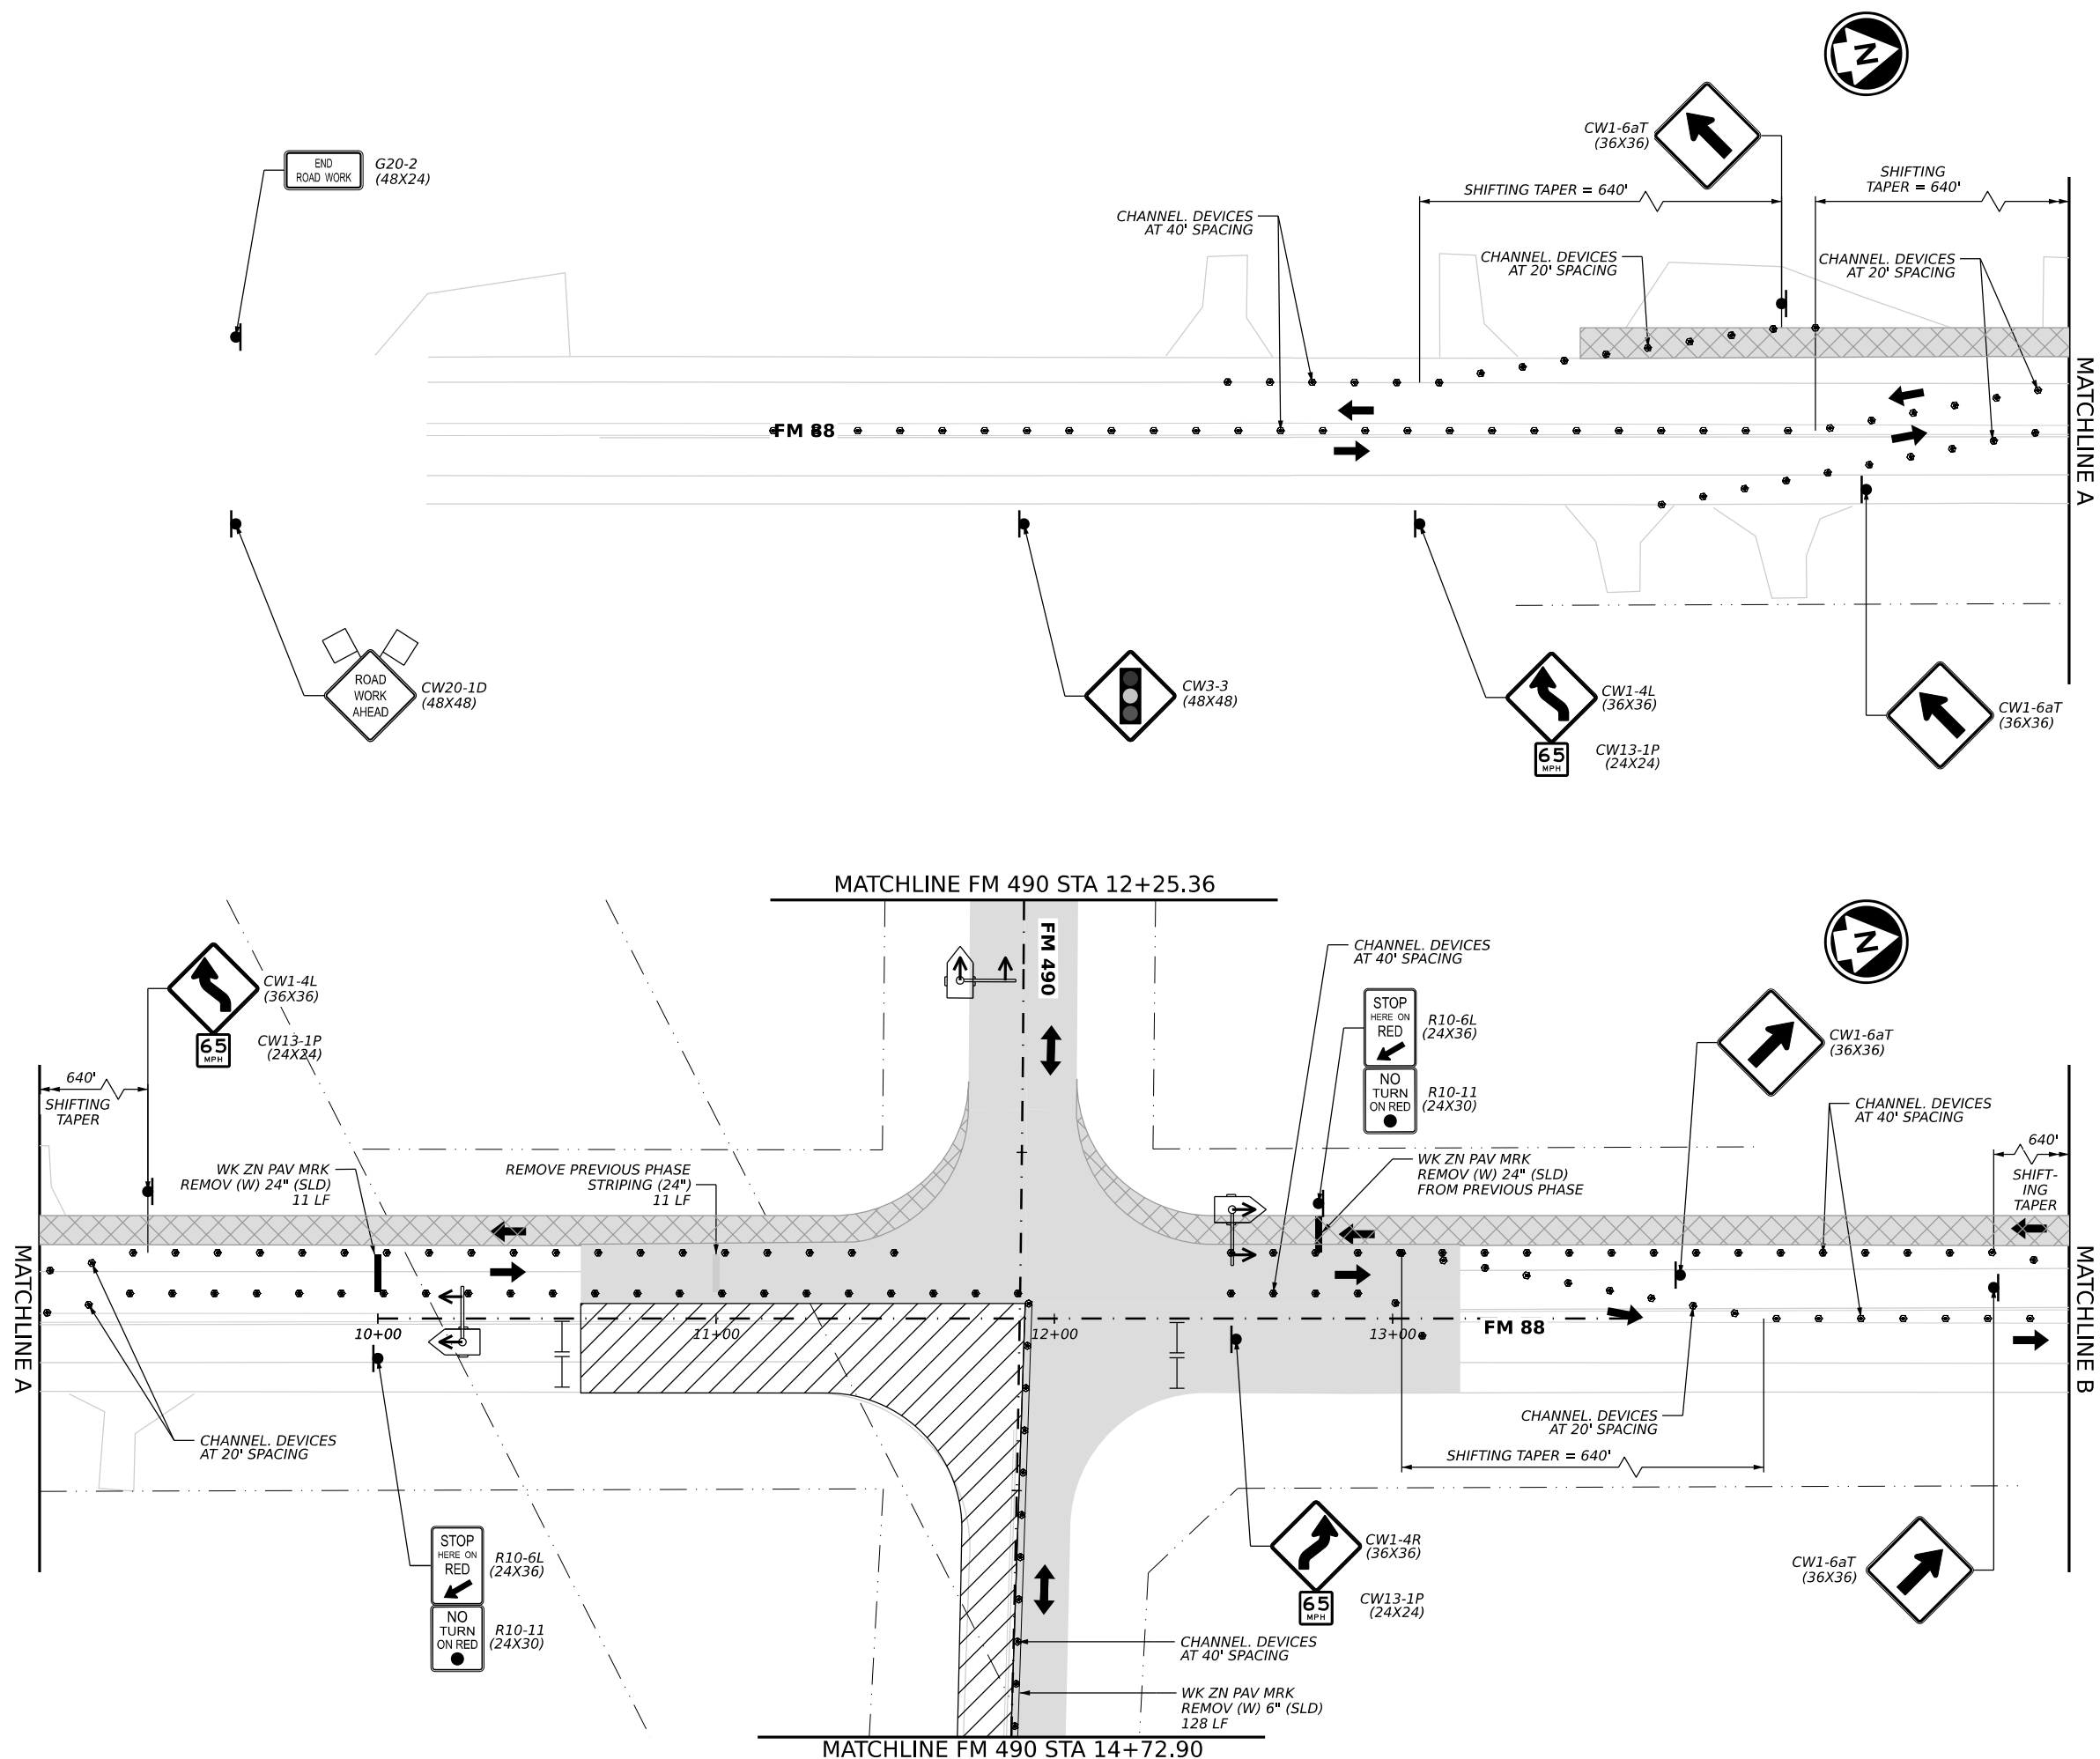 N
CW1-6aT
(36X36)
END
ROAD WORK
G20-2
(48X24)
SHIFTING TAPER = 640'
SHIFTING
TAPER = 640'
CHANNEL. DEVICES
AT 40' SPACING
CHANNEL. DEVICES
AT 20' SPACING
CHANNEL. DEVICES
AT 20' SPACING
FM 88
MATCHLINE A
ROAD
WORK
AHEAD
CW20-1D
(48X48)
CW3-3
(48X48)
CW1-4L
(36X36)
65
MPH
CW13-1P
(24X24)
CW1-6aT
(36X36)
MATCHLINE FM 490 STA 12+25.36
N
FM 490
CW1-4L
(36X36)
65
MPH
CW13-1P
(24X24)
640'
SHIFTING
TAPER
WK ZN PAV MRK
REMOV (W) 24" (SLD)
11 LF
REMOVE PREVIOUS PHASE
STRIPING (24")
11 LF
CHANNEL. DEVICES
AT 40' SPACING
STOP
HERE ON
RED
R10-6L
(24X36)
NO
TURN
ON RED
R10-11
(24X30)
WK ZN PAV MRK
REMOV (W) 24" (SLD)
FROM PREVIOUS PHASE
CW1-6aT
(36X36)
CHANNEL. DEVICES
AT 40' SPACING
640'
SHIFT-
ING
TAPER
MATCHLINE A
10+00
11+00
12+00
13+00
FM 88
MATCHLINE B
CHANNEL. DEVICES
AT 20' SPACING
CHANNEL. DEVICES
AT 20' SPACING
SHIFTING TAPER = 640'
STOP
HERE ON
RED
R10-6L
(24X36)
NO
TURN
ON RED
R10-11
(24X30)
CW1-4R
(36X36)
65
MPH
CW13-1P
(24X24)
CW1-6aT
(36X36)
CHANNEL. DEVICES
AT 40' SPACING
WK ZN PAV MRK
REMOV (W) 6" (SLD)
128 LF
MATCHLINE FM 490 STA 14+72.90